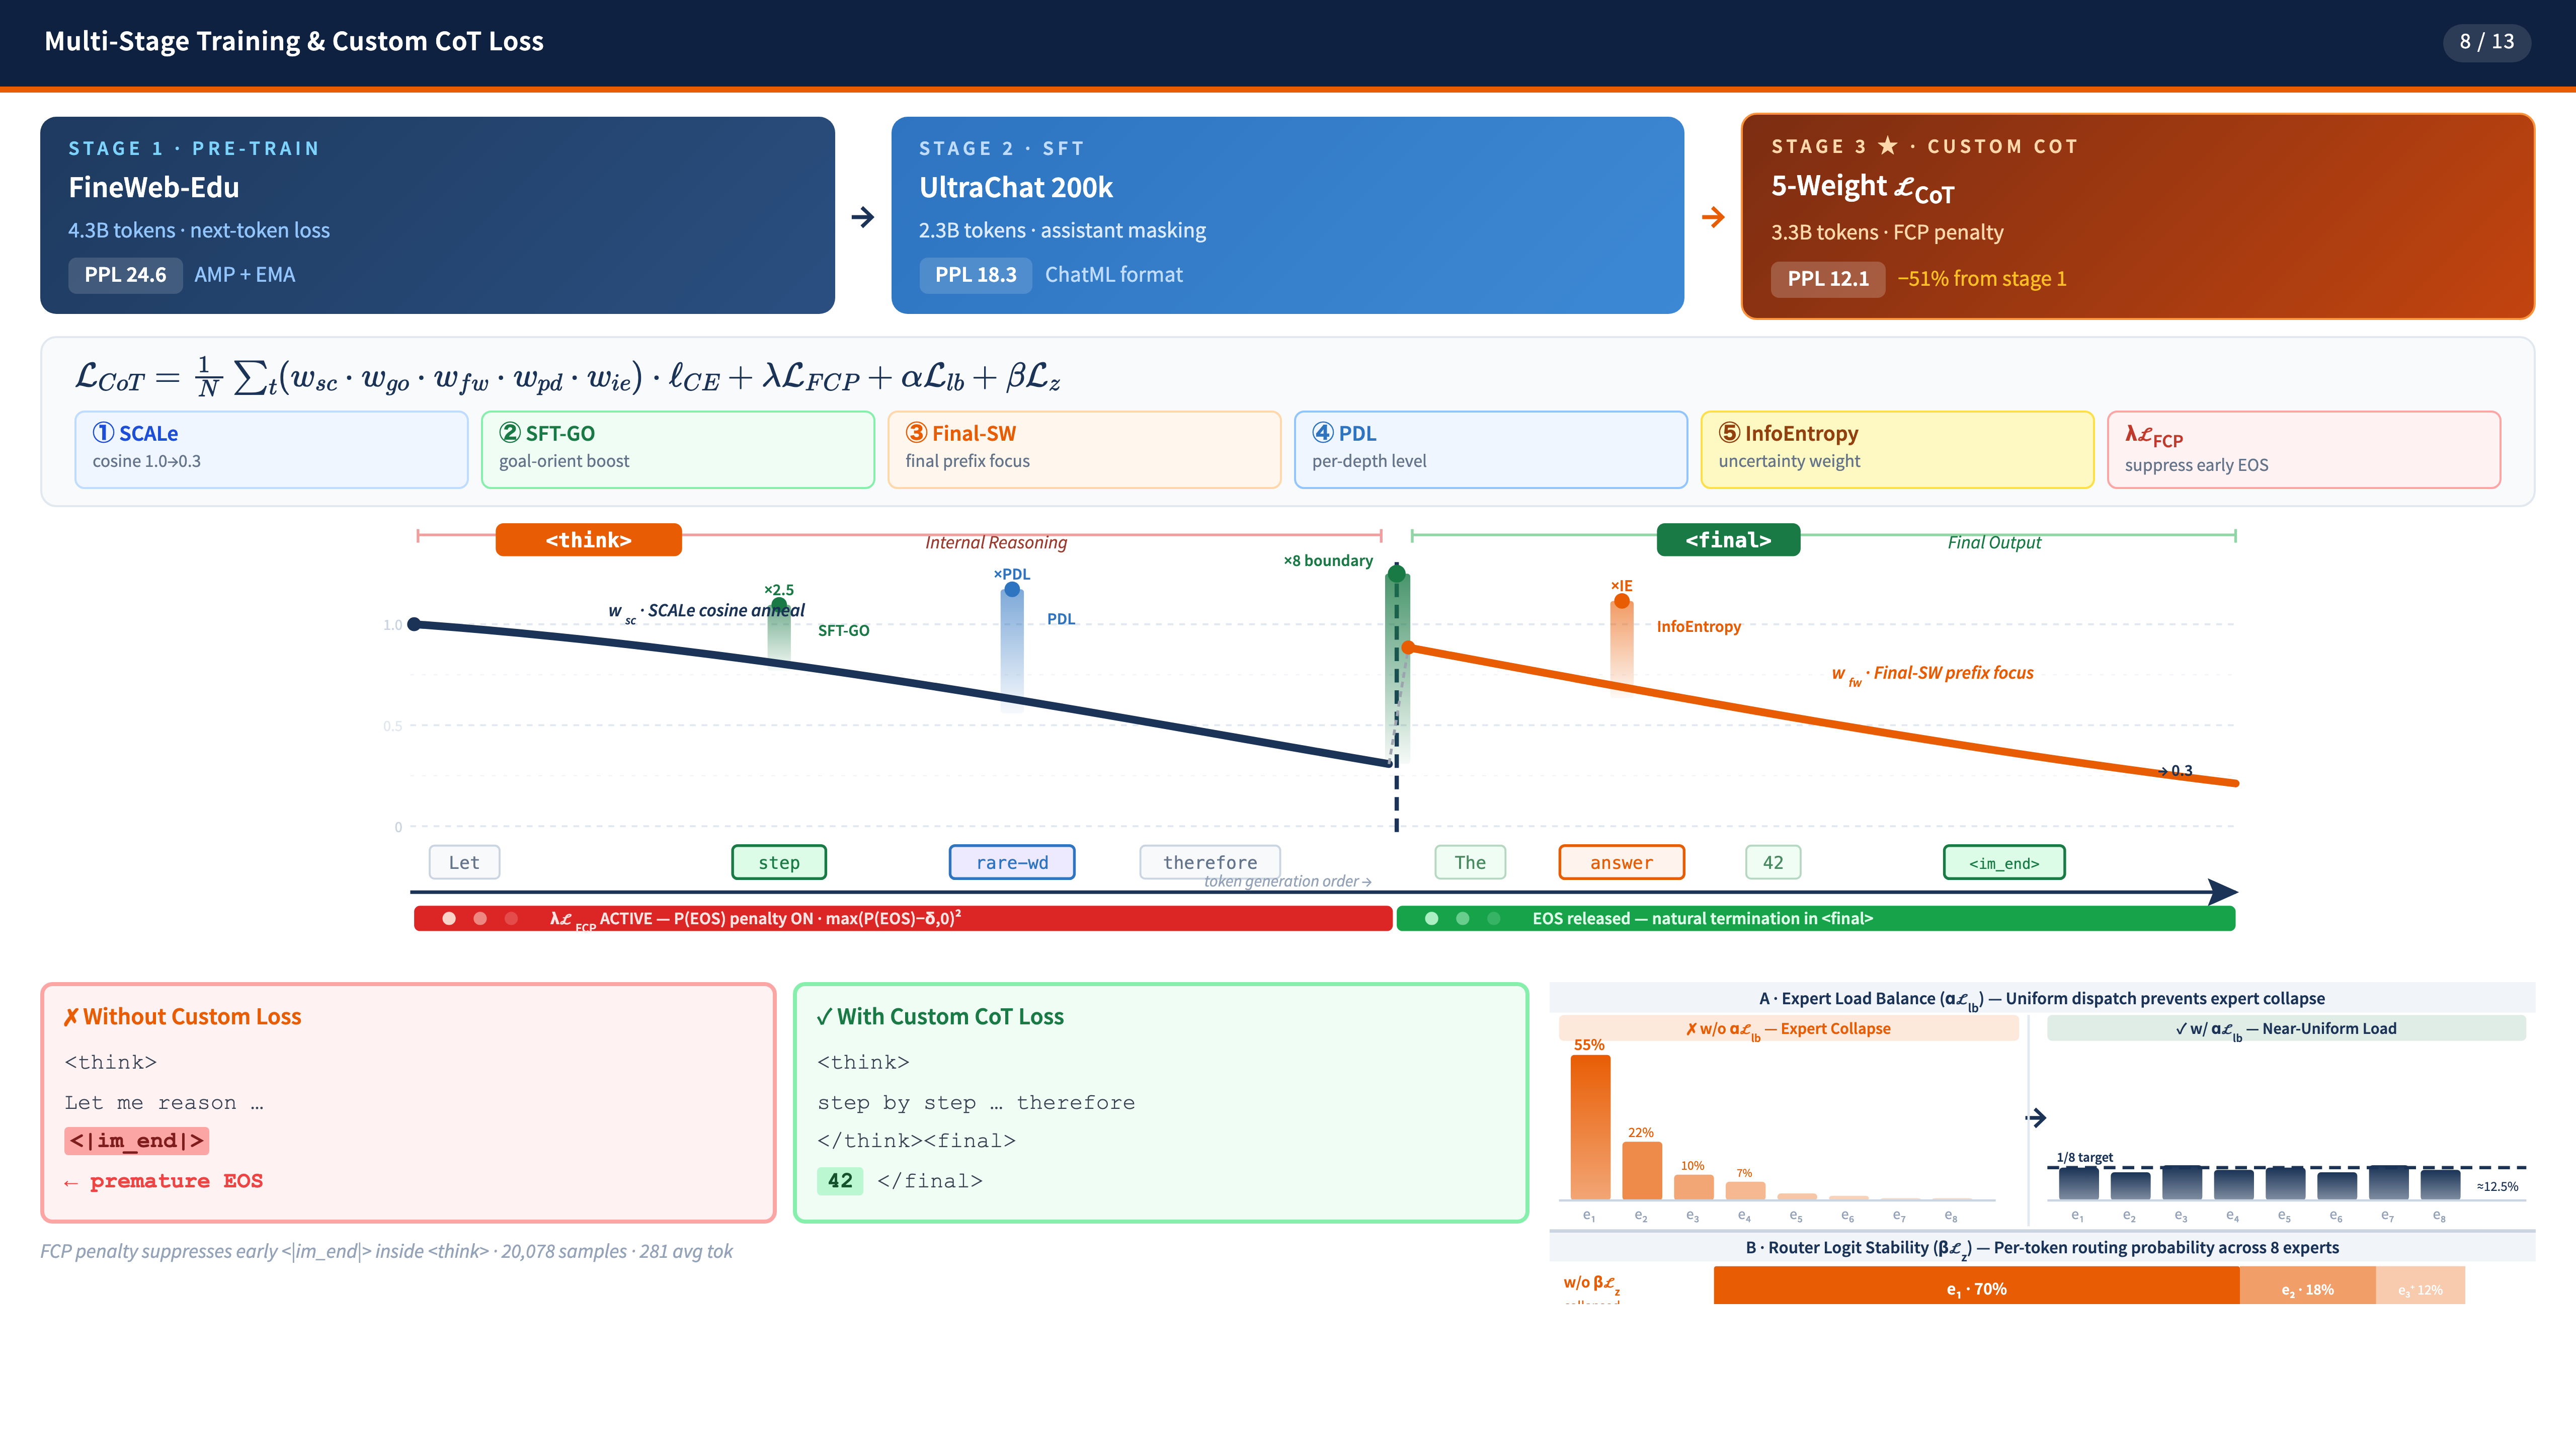 Multi-Stage Training & Custom CoT Loss
8 / 13
STAGE 1 · PRE-TRAIN
FineWeb-Edu
4.3B tokens · next-token loss
PPL 24.6 AMP + EMA
→
STAGE 2 · SFT
UltraChat 200k
2.3B tokens · assistant masking
PPL 18.3 ChatML format
→
STAGE 3 ★ · CUSTOM COT
5-Weight ℒCoT
3.3B tokens · FCP penalty
PPL 12.1 −51% from stage 1
ℒCoT = 1/N ∑t(wsc · wgo · wfw · wpd · wie) · ℓCE + λℒFCP + αℒlb + βℒz
① SCALe
cosine 1.0→0.3
② SFT-GO
goal-orient boost
③ Final-SW
final prefix focus
④ PDL
per-depth level
⑤ InfoEntropy
uncertainty weight
λℒFCP
suppress early EOS
<think>
Internal Reasoning
<final>
Final Output
×8 boundary
×PDL
×2.5
×IE
w sc · SCALe cosine anneal
SFT-GO
PDL
InfoEntropy
w fw · Final-SW prefix focus
→ 0.3
1.0
0.5
0
Let
step
rare-wd
therefore
The
answer
42
<im_end>
token generation order →
λℒ FCP ACTIVE — P(EOS) penalty ON · max(P(EOS)−δ,0)²
EOS released — natural termination in <final>
✗ Without Custom Loss
<think>
Let me reason …
<|im_end|>
← premature EOS
✓ With Custom CoT Loss
<think>
step by step … therefore
</think><final>
42 </final>
FCP penalty suppresses early <|im_end|> inside <think> · 20,078 samples · 281 avg tok
A · Expert Load Balance (αℒlb) — Uniform dispatch prevents expert collapse
✗ w/o αℒlb — Expert Collapse
55%
22%
10%
7%
e₁ e₂ e₃ e₄ e₅ e₆ e₇ e₈
→
✓ w/ αℒlb — Near-Uniform Load
1/8 target
≈12.5%
e₁ e₂ e₃ e₄ e₅ e₆ e₇ e₈
B · Router Logit Stability (βℒz) — Per-token routing probability across 8 experts
w/o βℒz
e₁ · 70%
e₂ · 18%
e₃· 12%